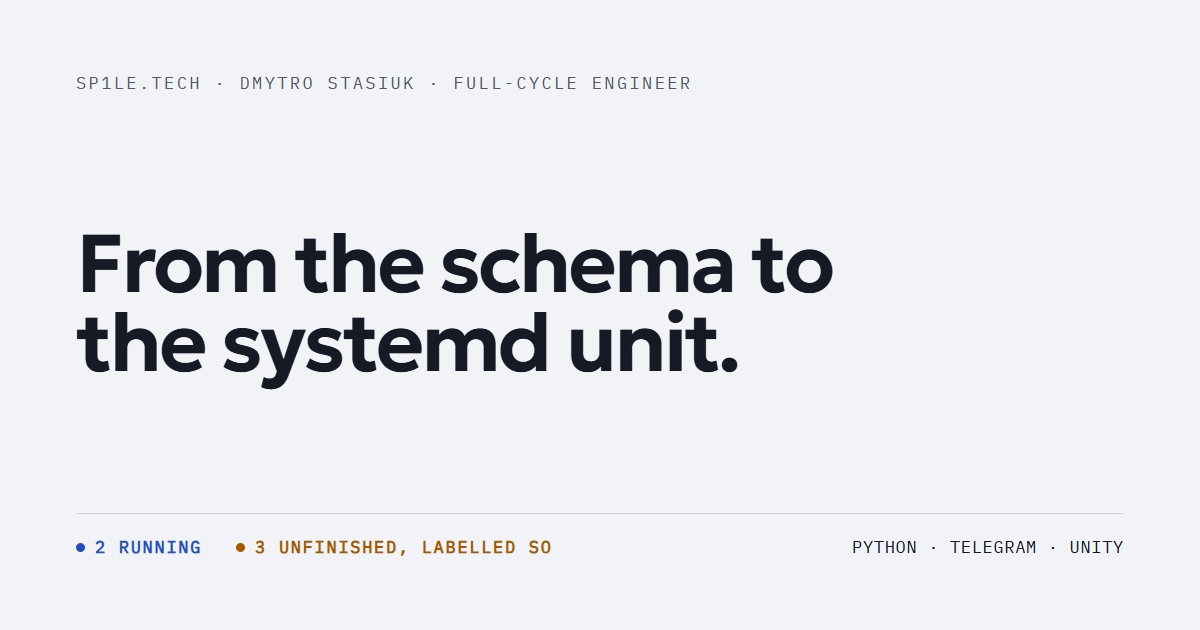 SP1LE.TECH · DMYTRO STASIUK · FULL-CYCLE ENGINEER
From the schema to
the systemd unit.
2 RUNNING
3 UNFINISHED, LABELLED SO
PYTHON · TELEGRAM · UNITY